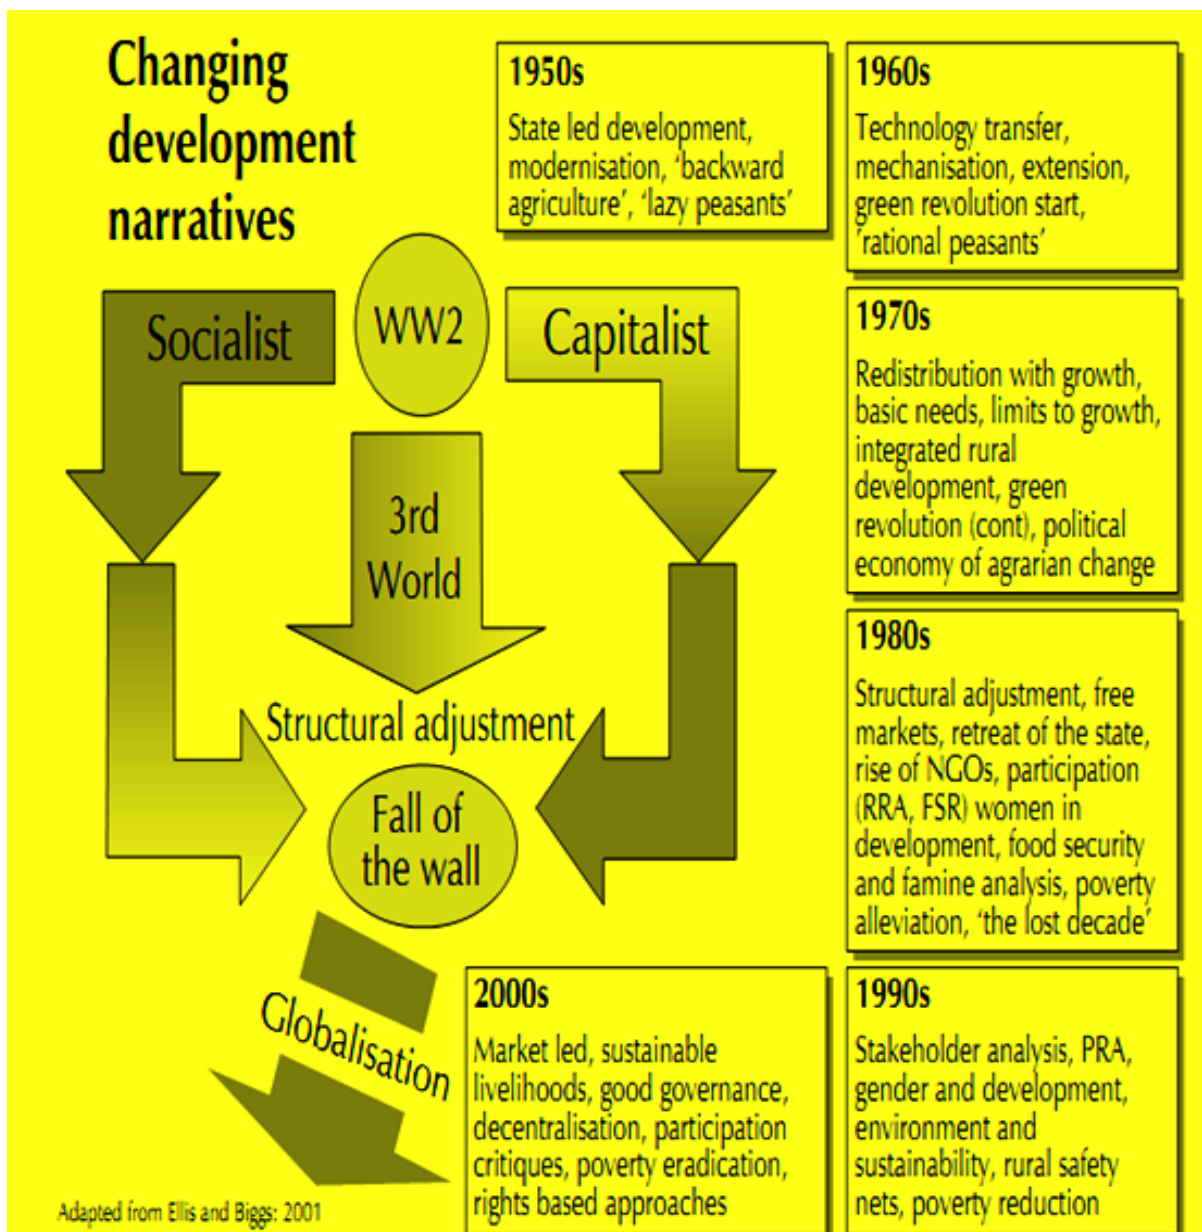 Changing
development
narratives
1950s
State led development,
modernisation, ‘backward
agriculture’, ‘lazy peasants’
1960s
Technology transfer,
mechanisation, extension,
green revolution start,
’rational peasants’
WW2
Socialist
Capitalist
3rd
World
1970s
Redistribution with growth,
basic needs, limits to growth,
integrated rural
development, green
revolution (cont), political
economy of agrarian change
Structural adjustment
Fall of
the wall
1980s
Structural adjustment, free
markets, retreat of the state,
rise of NGOs, participation
(RRA, FSR) women in
development, food security
and famine analysis, poverty
alleviation, ‘the lost decade’
Globalisation
1990s
Stakeholder analysis, PRA,
gender and development,
environment and
sustainability, rural safety
nets, poverty reduction
2000s
Market led, sustainable
livelihoods, good governance,
decentralisation, participation
critiques, poverty eradication,
rights based approaches
Adapted from Ellis and Biggs: 2001